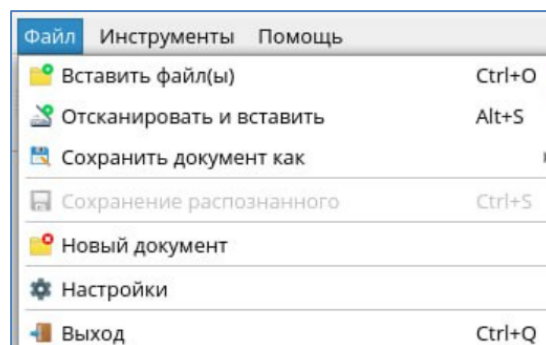 Файл Инструменты Помощь
Вставить файл(ы) Ctrl+O
Отсканировать и вставить Alt+S
Сохранить документ как
Сохранение распознанного Ctrl+S
Новый документ
Настройки
Выход Ctrl+Q